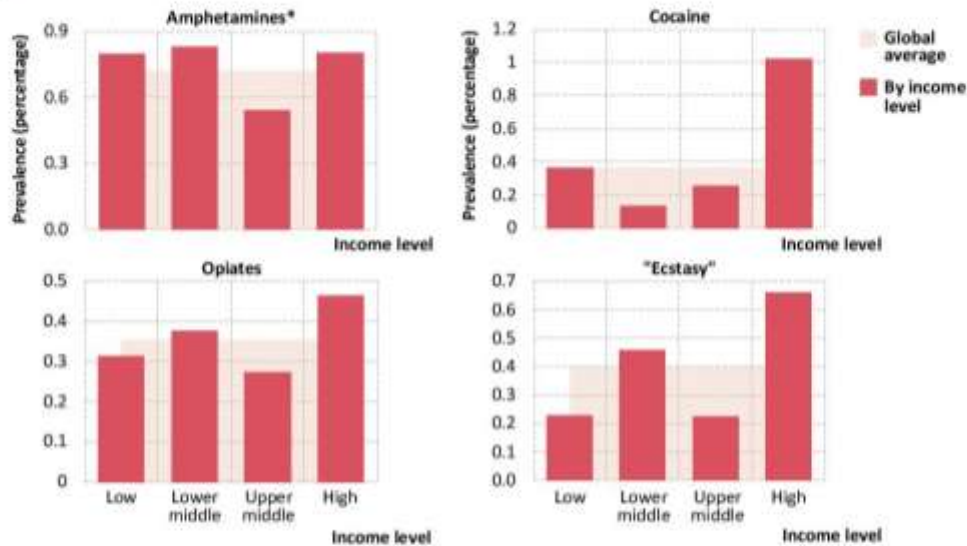 Amphetamines*
Prevalence (percentage)
0.9
0.6
0.3
0.0
Income level
Cocaine
Prevalence (percentage)
1.2
1
0.8
0.6
0.4
0.2
0
Income level
Global
average
By income
level
Opiates
0.5
0.4
0.3
0.2
0.1
0
Low
Lower
middle
Upper
middle
High
Income level
"Ecstasy"
0.7
0.6
0.5
0.4
0.3
0.2
0.1
0.0
Low
Lower
middle
Upper
middle
High
Income level